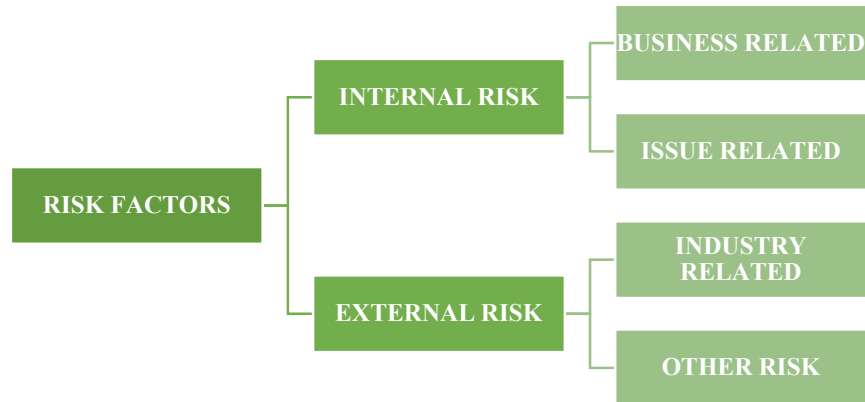 BUSINESS RELATED
INTERNAL RISK
ISSUE RELATED
RISK FACTORS
INDUSTRY
RELATED
EXTERNAL RISK
OTHER RISK